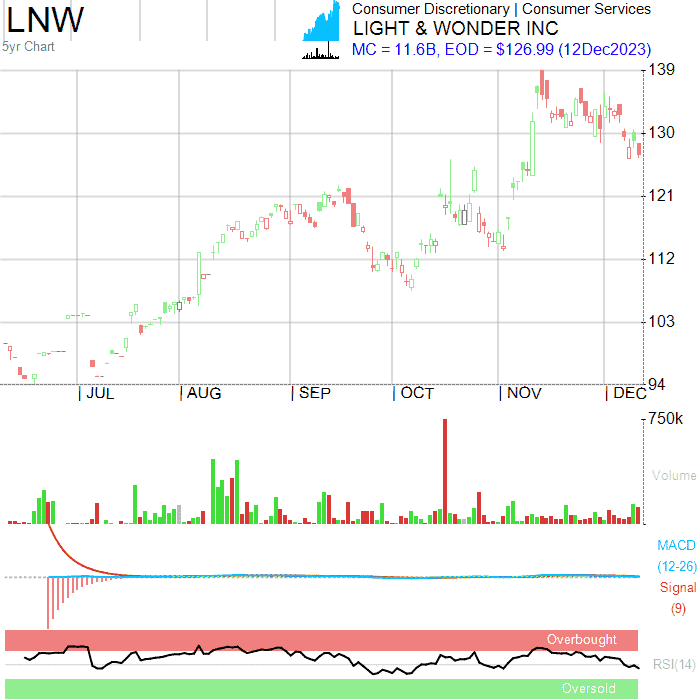 LNW
5yr Chart
Consumer Discretionary | Consumer Services
LIGHT & WONDER INC
MC = 11.6B, EOD = $126.99 (12Dec2023)
139
130
121
112
103
94
| JUL | AUG | SEP | OCT | NOV | DEC
750k
Volume
MACD
(12-26)
Signal
(9)
Overbought
RSI(14)
Oversold